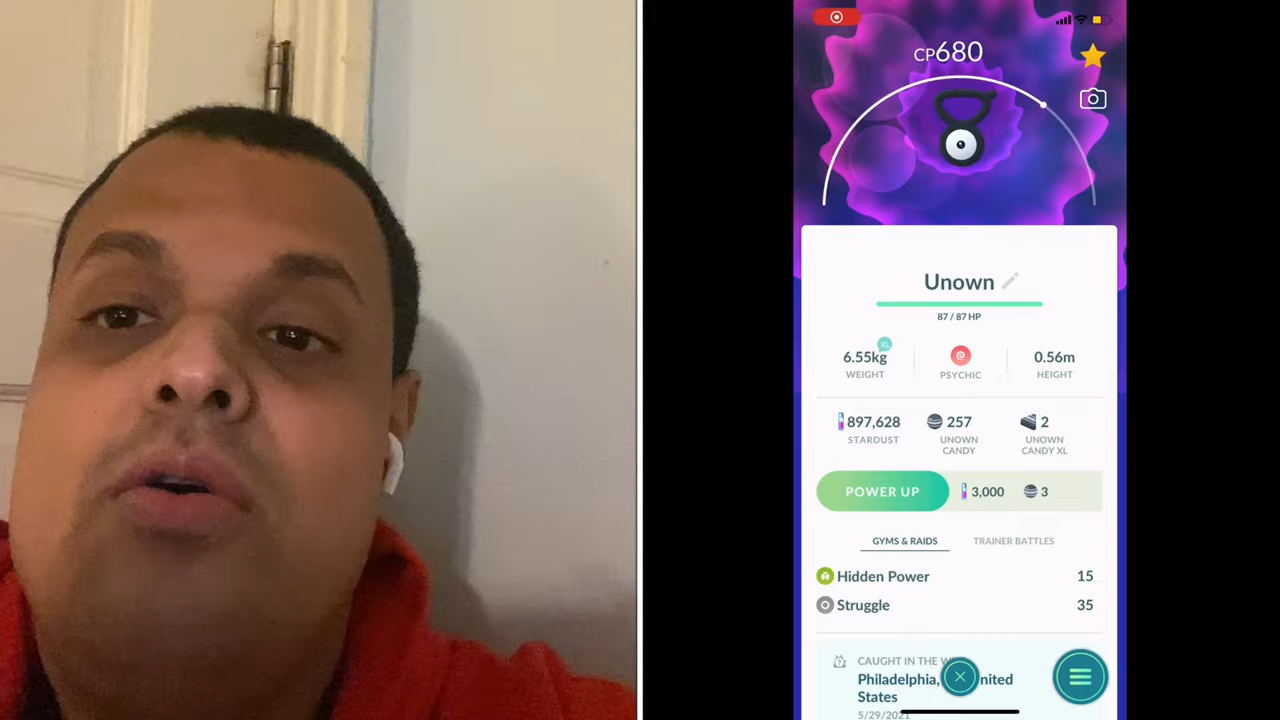 CP680
Unown
87 / 87 HP
XL
6.55kg
WEIGHT
PSYCHIC
0.56m
HEIGHT
897,628
STARDUST
257
UNOWN
CANDY
2
UNOWN
CANDY XL
POWER UP
3,000
3
GYMS & RAIDS
TRAINER BATTLES
Hidden Power 15
Struggle 35
CAUGHT IN THE W
Philadelphia, nited
States
5/29/2021